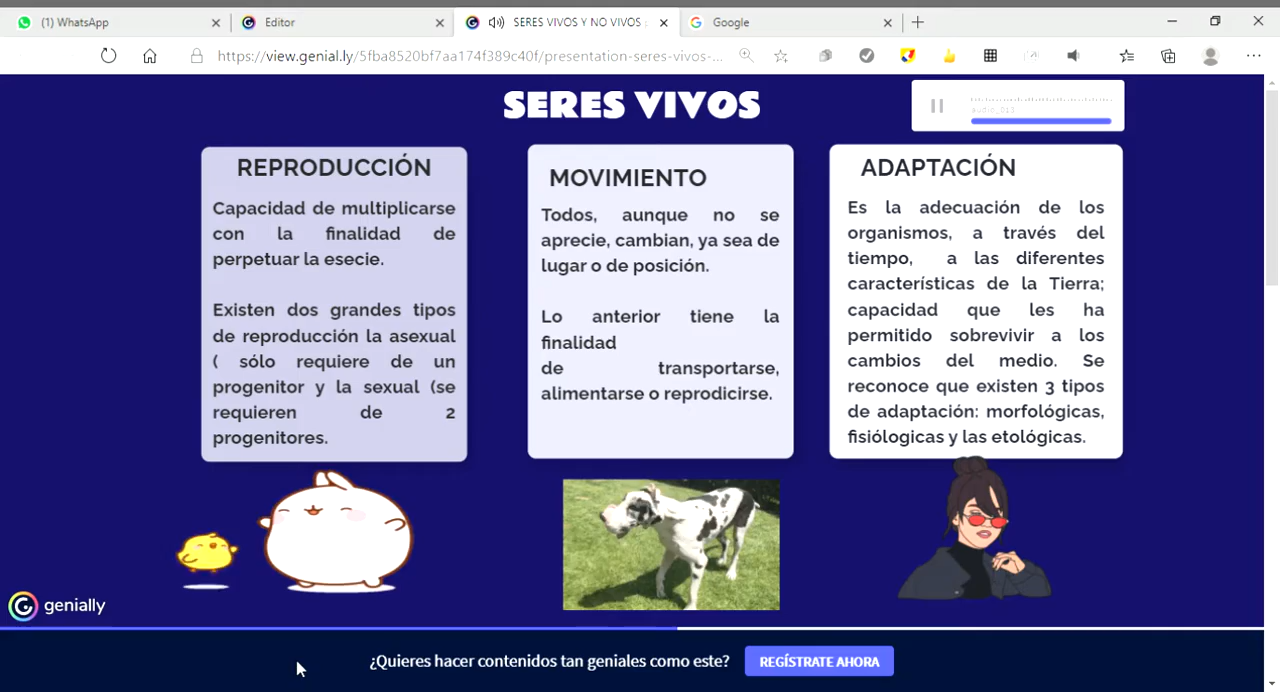 (1) WhatsApp
Editor
SERES VIVOS Y NO VIVOS :
Google
https://view.genial.ly/5fba8520bf7aa174f389c40f/presentation-seres-vivos-...
SERES VIVOS
audio_013
REPRODUCCIÓN
Capacidad de multiplicarse
con la finalidad de
perpetuar la esecie.
Existen dos grandes tipos
de reproducción la asexual
( sólo requiere de un
progenitor y la sexual (se
requieren de 2
progenitores.
MOVIMIENTO
Todos, aunque no se
aprecie, cambian, ya sea de
lugar o de posición.
Lo anterior tiene la
finalidad
de transportarse,
alimentarse o reprodicirse.
ADAPTACIÓN
Es la adecuación de los
organismos, a través del
tiempo, a las diferentes
características de la Tierra;
capacidad que les ha
permitido sobrevivir a los
cambios del medio. Se
reconoce que existen 3 tipos
de adaptación: morfológicas,
fisiólogicas y las etológicas.
genially
¿Quieres hacer contenidos tan geniales como este?
REGÍSTRATE AHORA